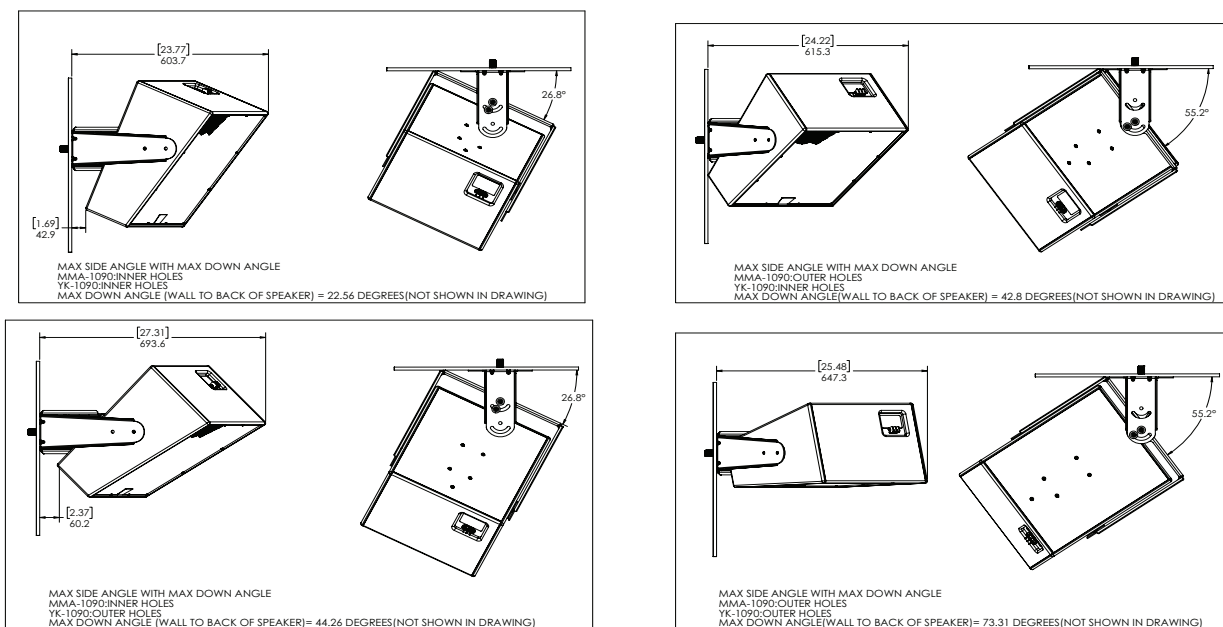 [23.77]
603.7
26.8º
[1.69]
42.9
MAX SIDE ANGLE WITH MAX DOWN ANGLE
MMA-1090:INNER HOLES
YK-1090:INNER HOLES
MAX DOWN ANGLE (WALL TO BACK OF SPEAKER) = 22.56 DEGREES(NOT SHOWN IN DRAWING)
[24.22]
615.3
55.2º
MAX SIDE ANGLE WITH MAX DOWN ANGLE
MMA-1090:OUTER HOLES
YK-1090:INNER HOLES
MAX DOWN ANGLE(WALL TO BACK OF SPEAKER) = 42.8 DEGREES(NOT SHOWN IN DRAWING)
[27.31]
693.6
26.8º
[2.37]
60.2
MAX SIDE ANGLE WITH MAX DOWN ANGLE
MMA-1090:INNER HOLES
YK-1090:OUTER HOLES
MAX DOWN ANGLE (WALL TO BACK OF SPEAKER)= 44.26 DEGREES(NOT SHOWN IN DRAWING)
[25.48]
647.3
55.2º
MAX SIDE ANGLE WITH MAX DOWN ANGLE
MMA-1090:OUTER HOLES
YK-1090:OUTER HOLES
MAX DOWN ANGLE(WALL TO BACK OF SPEAKER)= 73.31 DEGREES(NOT SHOWN IN DRAWING)